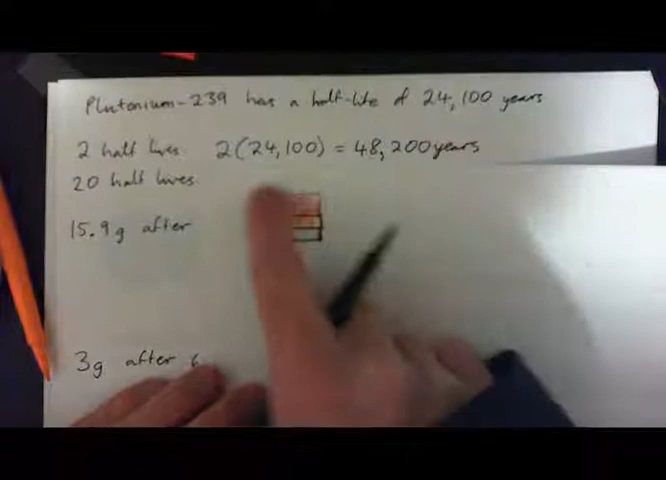 Plutonium-239 has a half-life of 24,100 years
2 half lives 2(24,100) = 48,200 years
20 half lives
15.9g after
3g after